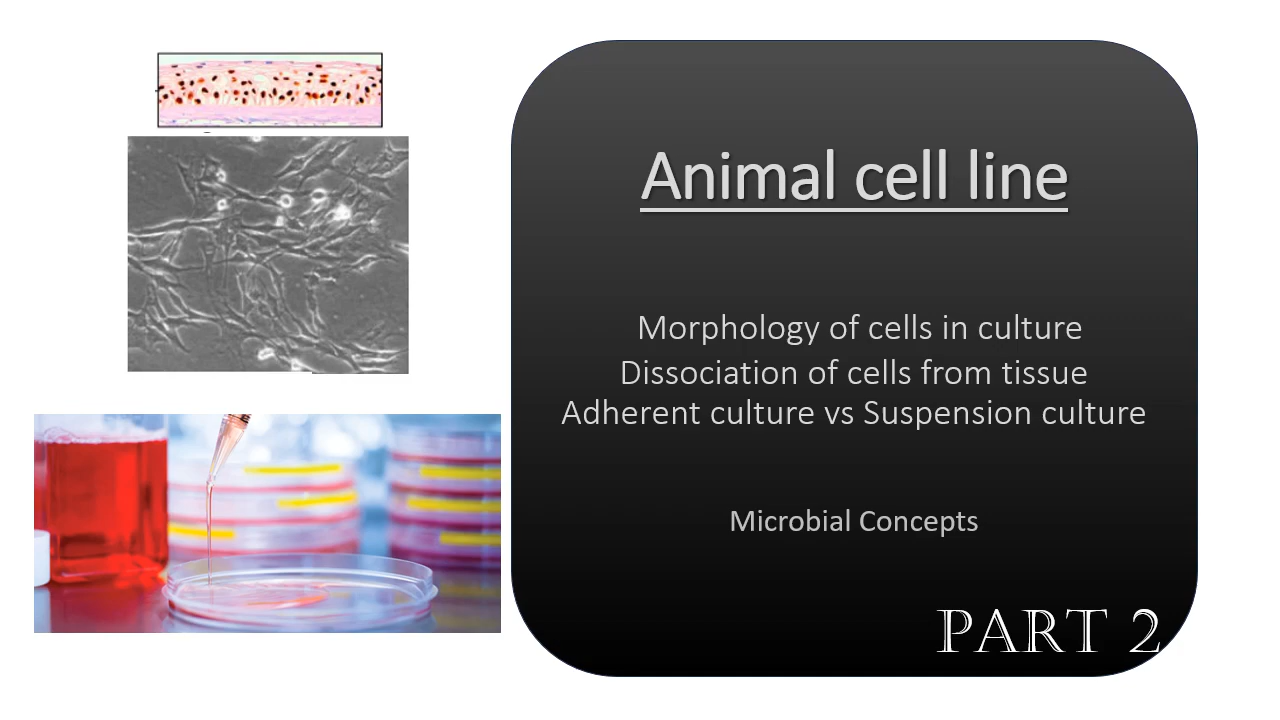 Animal cell line
Morphology of cells in culture
Dissociation of cells from tissue
Adherent culture vs Suspension culture
Microbial Concepts
PART 2